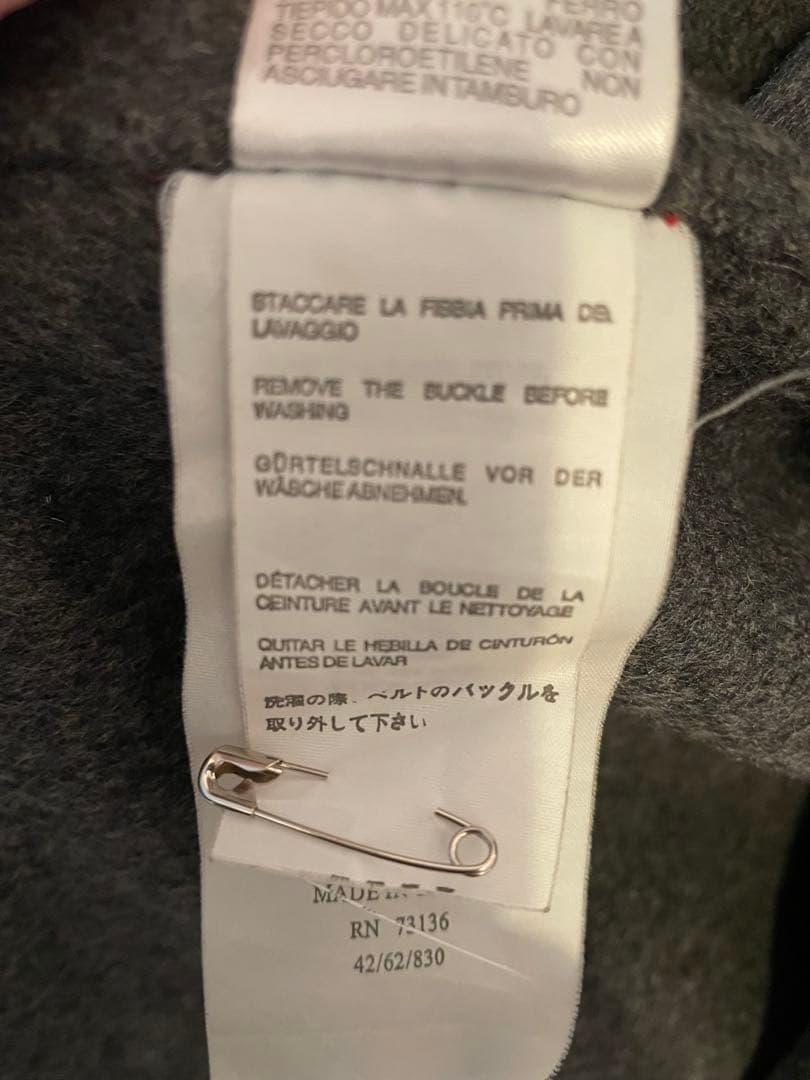 FERRO
TIEPIDO MAX 110°C LAVARE A
SECCO DELICATO CON
PERCLOROETILENE NON
ASCIUGARE IN TAMBURO
STACCARE LA FIBBIA PRIMA DEL
LAVAGGIO
REMOVE THE BUCKLE BEFORE
WASHING
GÜRTELSCHNALLE VOR DER
WÄSCHE ABNEHMEN.
DÉTACHER LA BOUCLE DE LA
CEINTURE AVANT LE NETTOYAGE
QUITAR LE HEBILLA DE CINTURÓN
ANTES DE LAVAR
洗濯の際、ベルトのバックルを
取り外して下さい
MADE IN
RN 73136
42/62/830